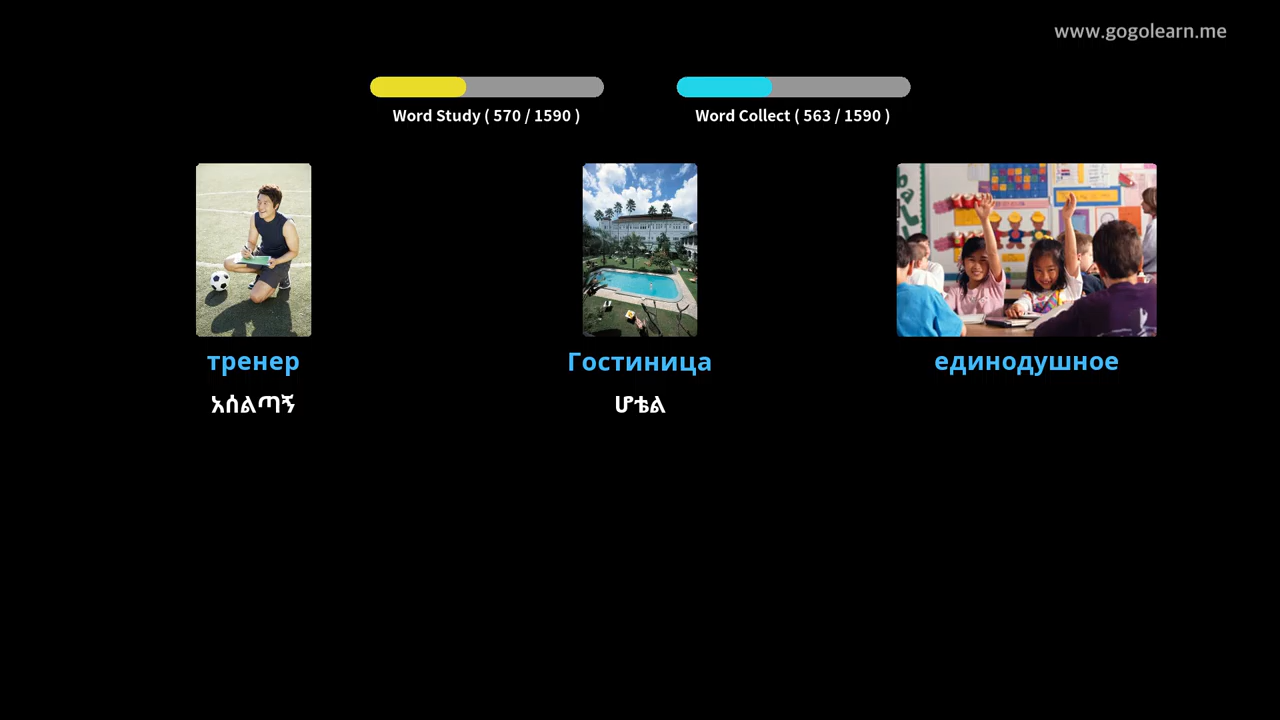 www.gogolearn.me
Word Study ( 570 / 1590 )
Word Collect ( 563 / 1590 )
тренер
Гостиница
единодушное
አሰልጣኝ
ሆቴል